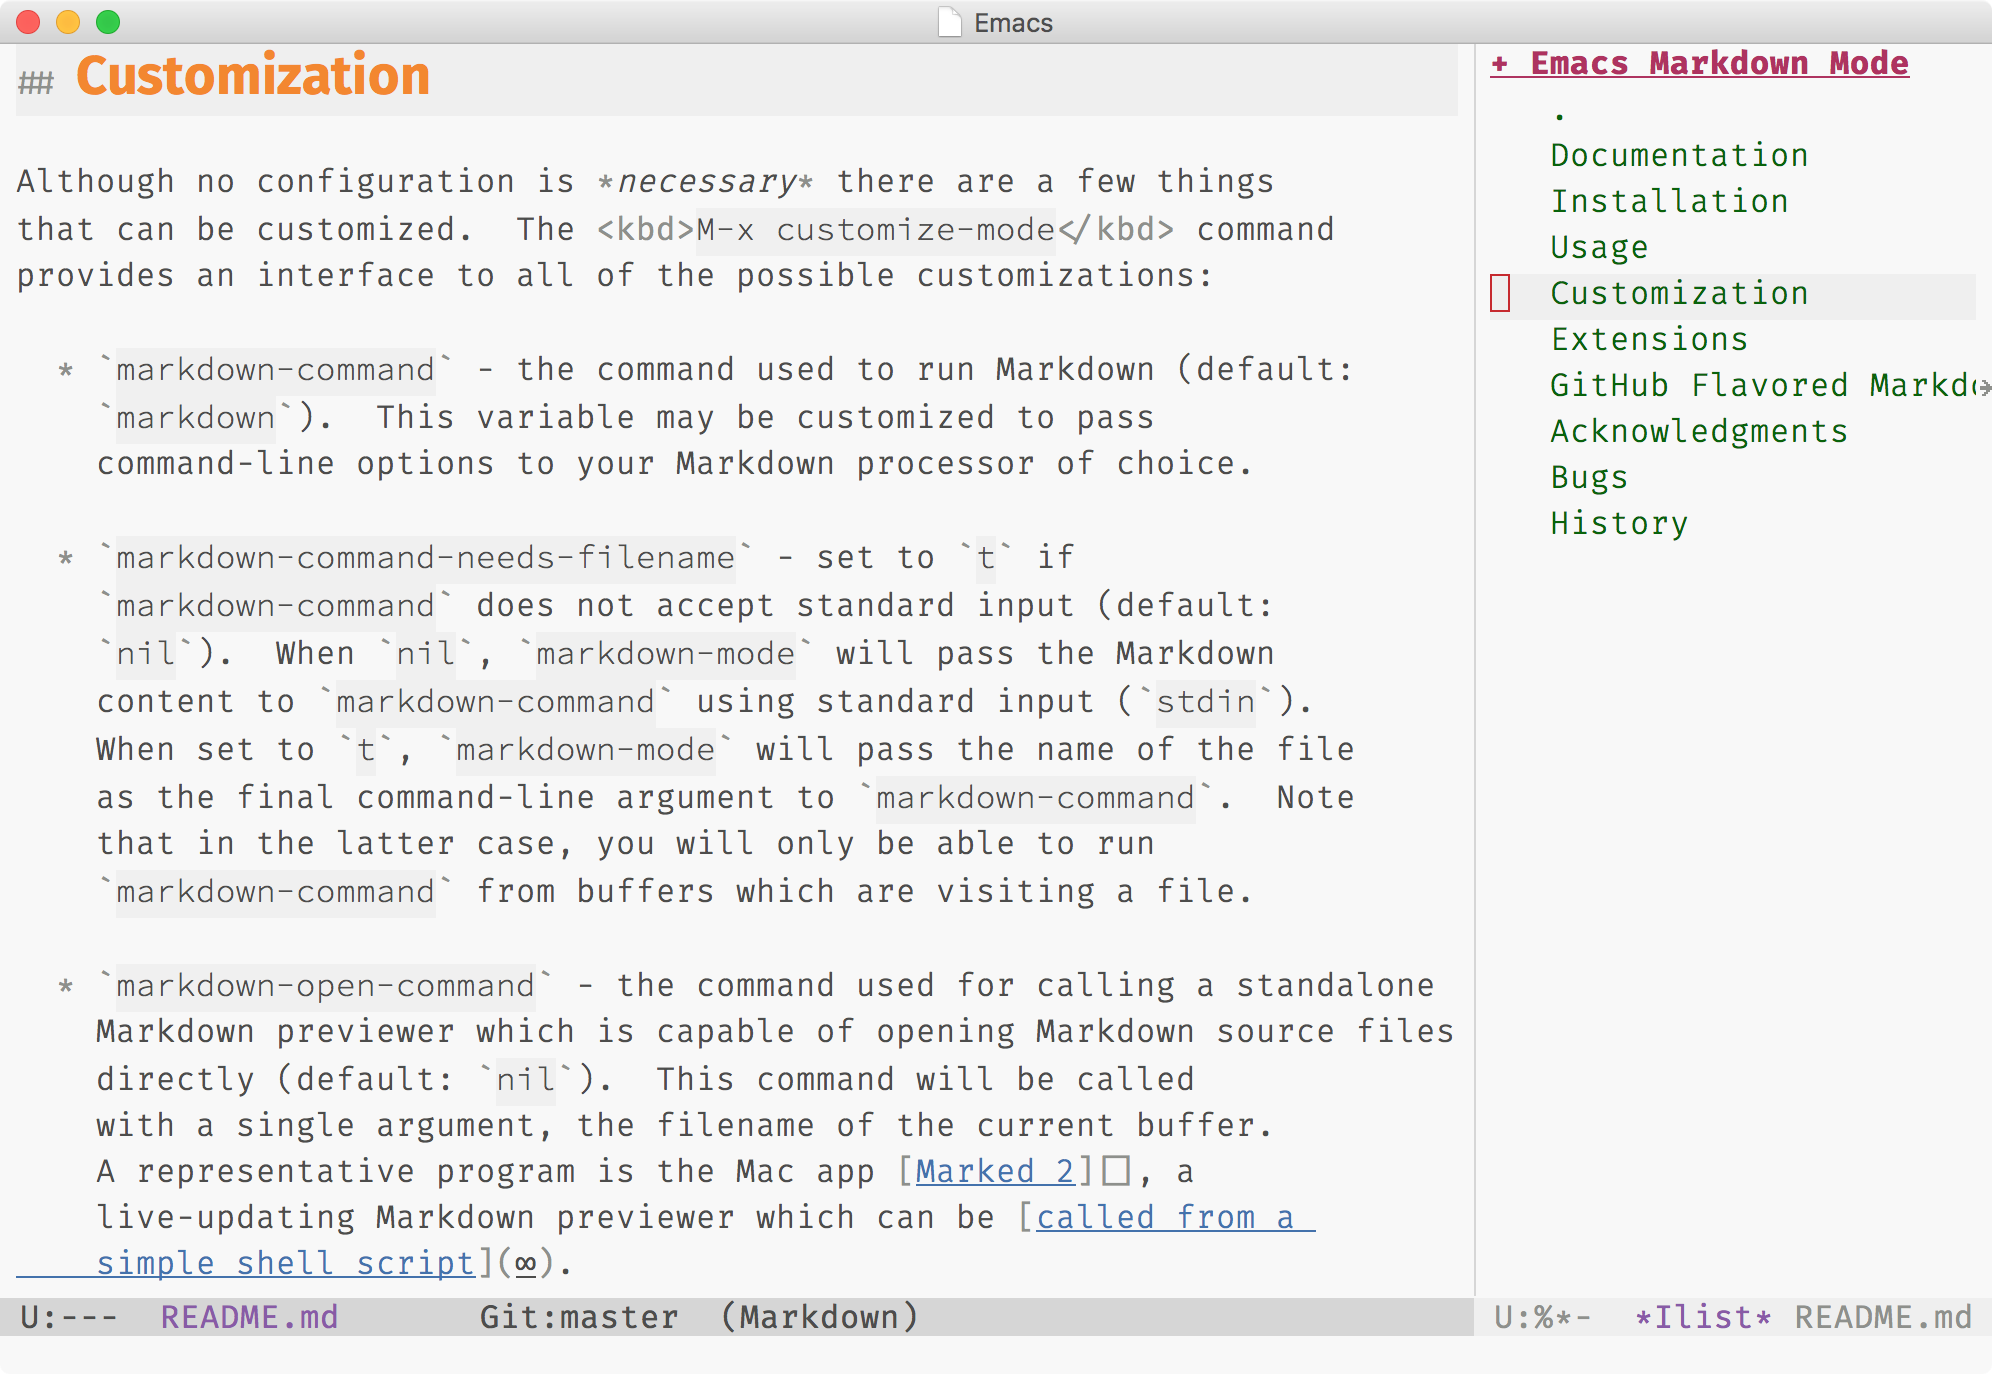 Emacs
## Customization
Although no configuration is *necessary* there are a few things
that can be customized.  The <kbd>M-x customize-mode</kbd> command
provides an interface to all of the possible customizations:
* `markdown-command` - the command used to run Markdown (default:
`markdown`).  This variable may be customized to pass
command-line options to your Markdown processor of choice.
* `markdown-command-needs-filename` - set to `t` if
`markdown-command` does not accept standard input (default:
`nil`).  When `nil`, `markdown-mode` will pass the Markdown
content to `markdown-command` using standard input (`stdin`).
When set to `t`, `markdown-mode` will pass the name of the file
as the final command-line argument to `markdown-command`.  Note
that in the latter case, you will only be able to run
`markdown-command` from buffers which are visiting a file.
* `markdown-open-command` - the command used for calling a standalone
Markdown previewer which is capable of opening Markdown source files
directly (default: `nil`).  This command will be called
with a single argument, the filename of the current buffer.
A representative program is the Mac app [Marked 2][], a
live-updating Markdown previewer which can be [called from a
simple shell script](∞).
U:---  README.md       Git:master  (Markdown)
+ Emacs Markdown Mode
.
Documentation
Installation
Usage
Customization
Extensions
GitHub Flavored Markd
Acknowledgments
Bugs
History
U:%*-  *Ilist* README.md